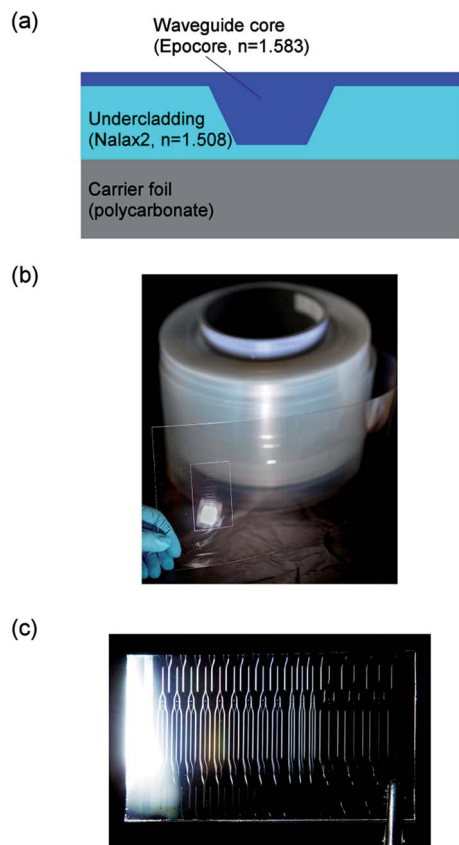 (a)
Waveguide core
(Epocore, n=1.583)
Undercladding
(Nalax2, n=1.508)
Carrier foil
(polycarbonate)
(b)
(c)